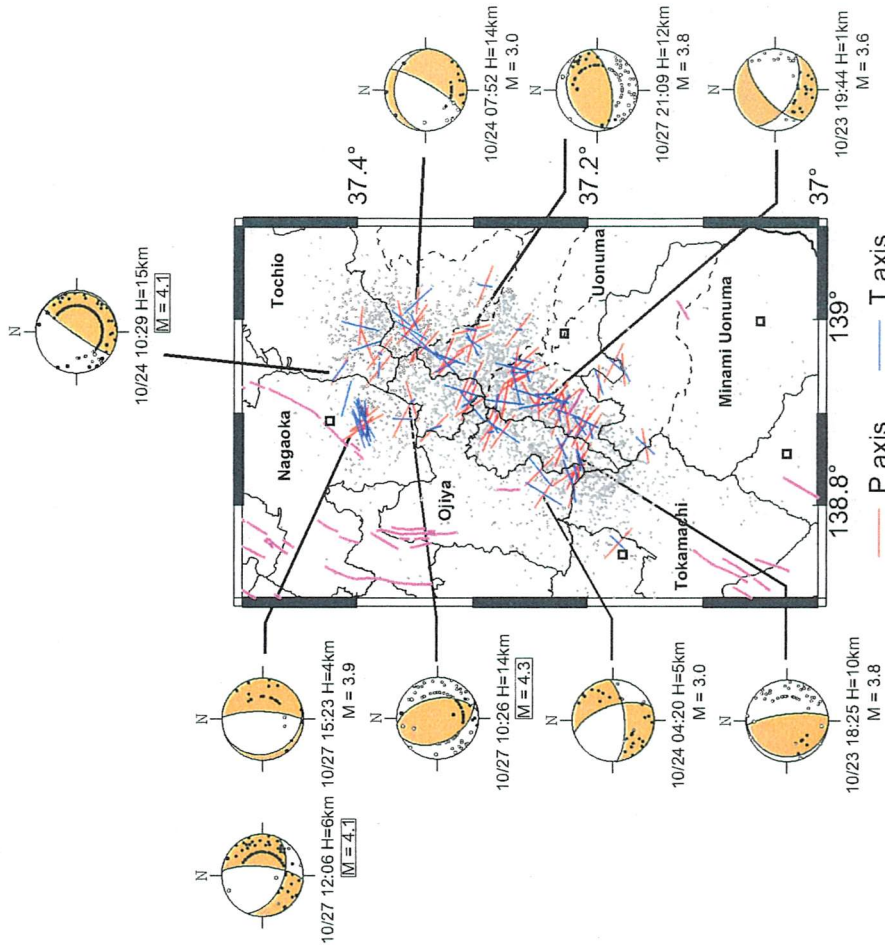 N
10/24 10:29 H=15km
M = 4.1
N
10/27 12:06 H=6km
M = 4.1
N
10/27 15:23 H=4km
M = 3.9
N
10/27 10:26 H=14km
M = 4.3
N
10/24 04:20 H=5km
M = 3.0
N
10/23 18:25 H=10km
M = 3.8
N
10/24 07:52 H=14km
M = 3.0
N
10/27 21:09 H=12km
M = 3.8
N
10/23 19:44 H=1km
M = 3.6
Tochio
Nagaoka
Ojiya
Uonuma
Tokamachi
Minami Uonuma
37.4°
37.2°
37°
138.8°
139°
P axis
T axis